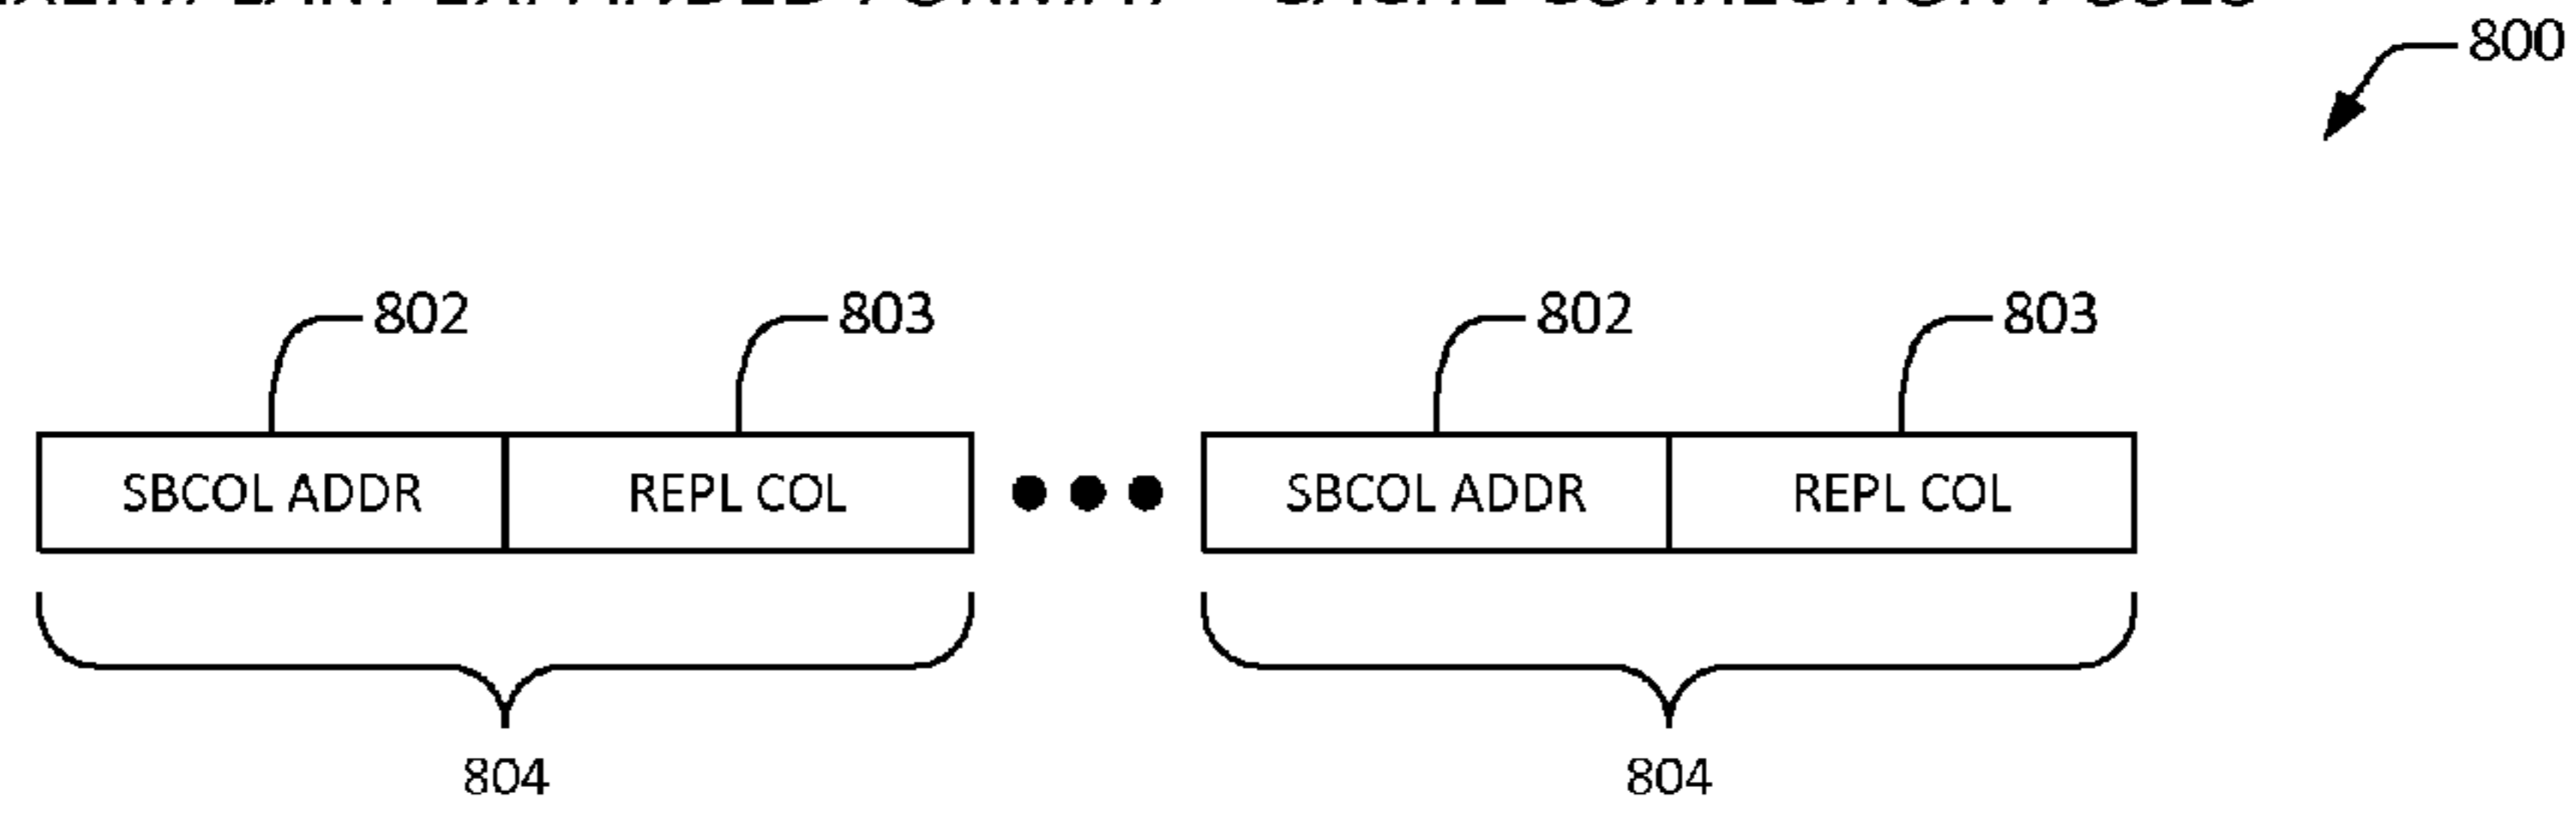 800
802 803 802 803
SBCOL ADDR REPL COL SBCOL ADDR REPL COL
804 804